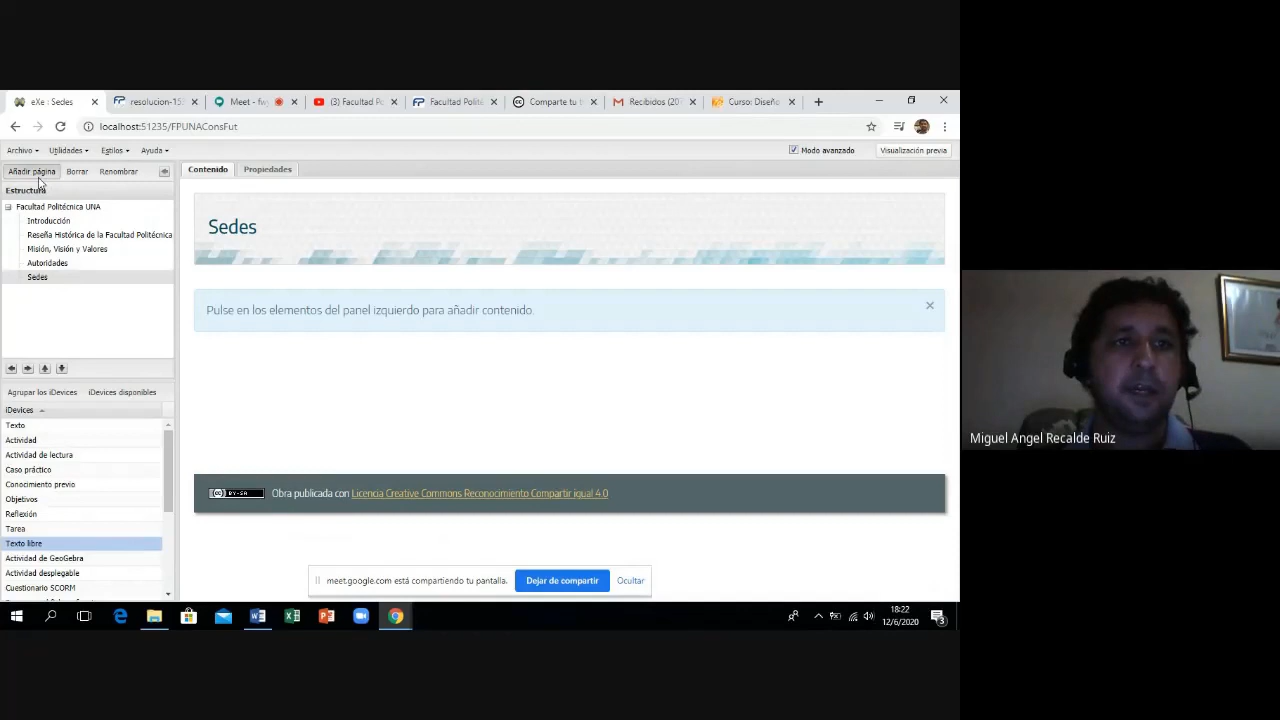 eXe : Sedes
resolucion-15
Meet - fw
(3) Facultad Po
Facultad Polité
Comparte tu t
Recibidos (20
Curso: Diseño
localhost:51235/FPUNAConsFut
Archivo Utilidades Estilos Ayuda
Modo avanzado
Visualización previa
Añadir página Borrar Renombrar
Contenido Propiedades
Estructura
Facultad Politécnica UNA
Introducción
Reseña Histórica de la Facultad Politécnica
Misión, Visión y Valores
Autoridades
Sedes
Sedes
Pulse en los elementos del panel izquierdo para añadir contenido.
Agrupar los iDevices iDevices disponibles
iDevices
Texto
Actividad
Actividad de lectura
Caso práctico
Conocimiento previo
Objetivos
Reflexión
Tarea
Texto libre
Actividad de GeoGebra
Actividad desplegable
Cuestionario SCORM
BY-SA Obra publicada con Licencia Creative Commons Reconocimiento Compartir igual 4.0
meet.google.com está compartiendo tu pantalla. Dejar de compartir Ocultar
18:22
12/6/2020
3
Miguel Angel Recalde Ruiz